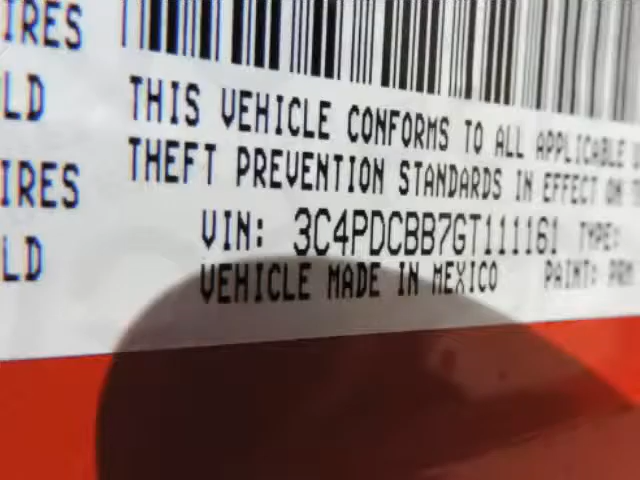 IRES
LD
THIS VEHICLE CONFORMS TO ALL APPLICABLE
THEFT PREVENTION STANDARDS IN EFFECT ON
IRES
VIN: 3C4PDCBB7GT111161 TYPE:
LD
VEHICLE MADE IN MEXICO PAINT: PRM